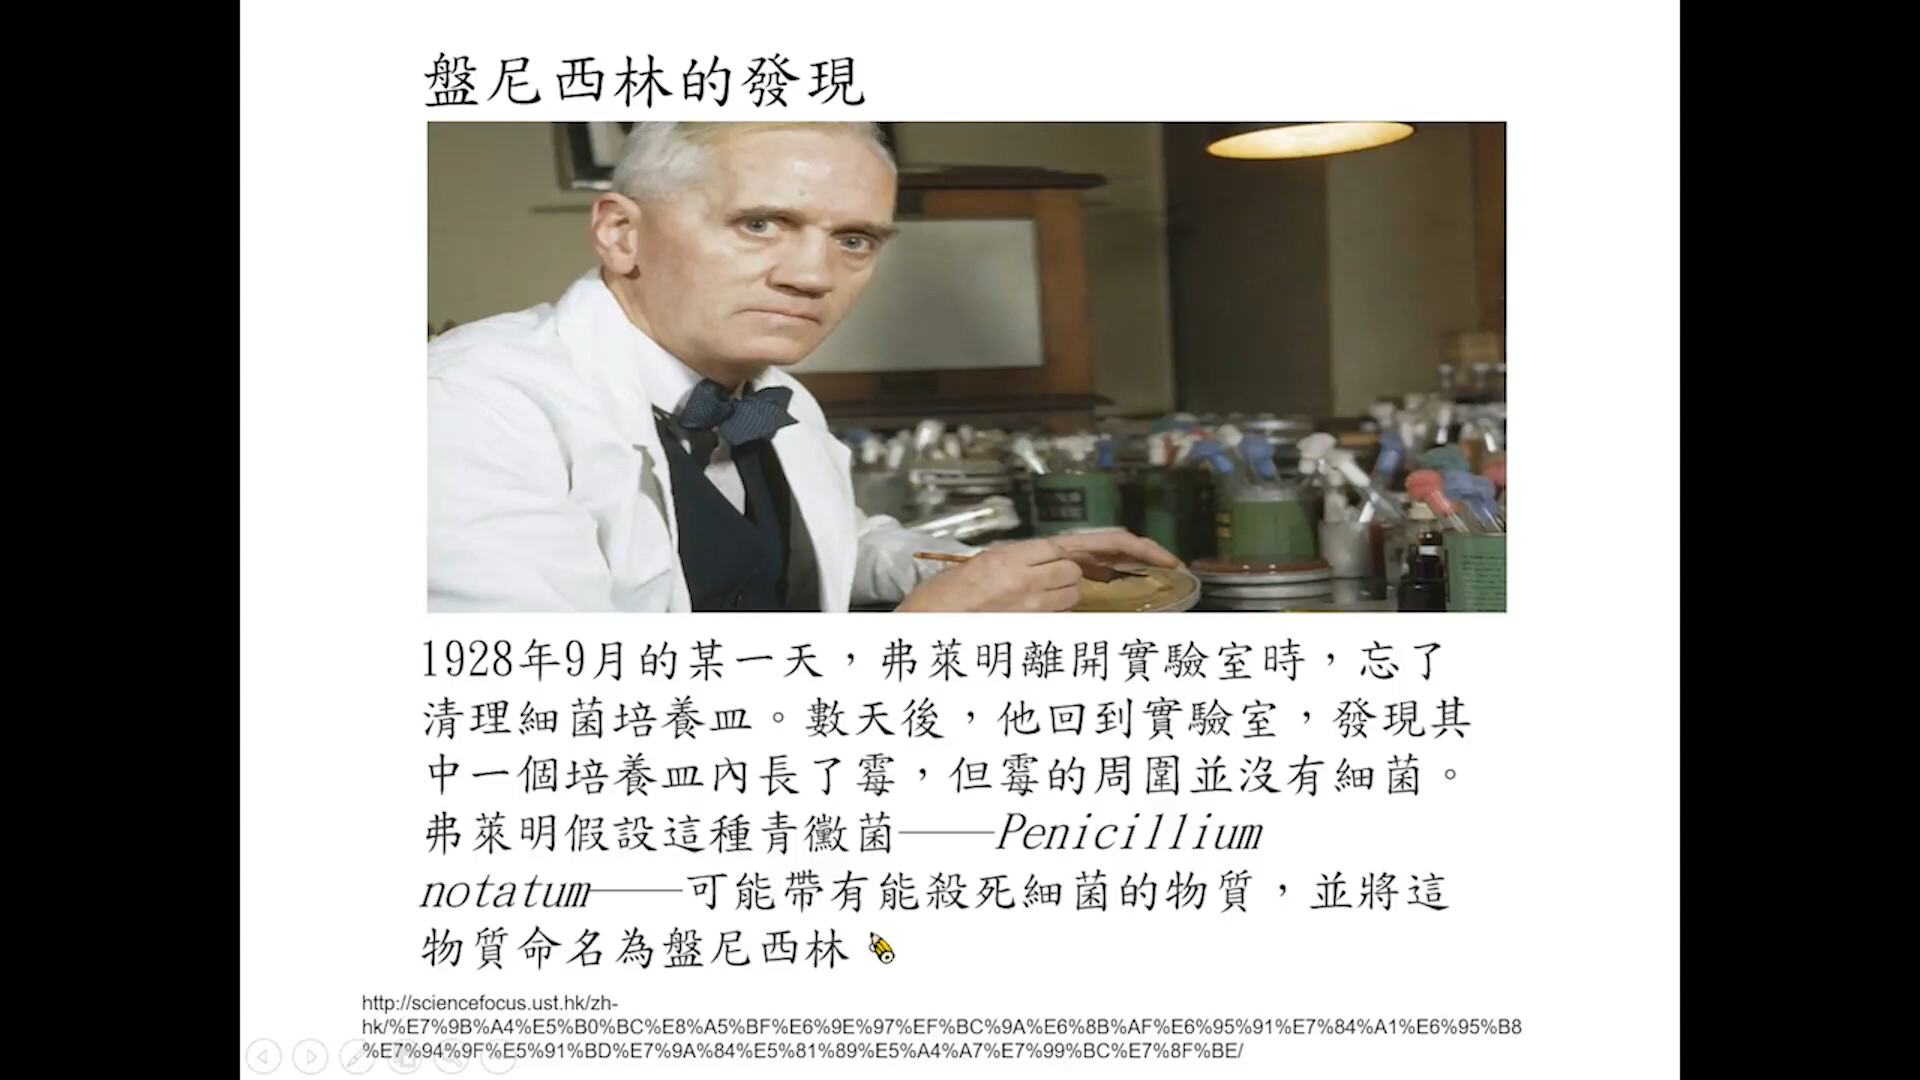 盤尼西林的發現
1928年9月的某一天，弗萊明離開實驗室時，忘了
清理細菌培養皿。數天後，他回到實驗室，發現其
中一個培養皿內長了霉，但霉的周圍並沒有細菌。
弗萊明假設這種青黴菌——Penicillium
notatum——可能帶有能殺死細菌的物質，並將這
物質命名為盤尼西林
http://sciencefocus.ust.hk/zh-
hk/%E7%9B%A4%E5%B0%BC%E8%A5%BF%E6%9E%97%EF%BC%9A%E6%8B%AF%E6%95%91%E7%84%A1%E6%95%B8
%E7%94%9F%E5%91%BD%E7%9A%84%E5%81%89%E5%A4%A7%E7%99%BC%E7%8F%BE/